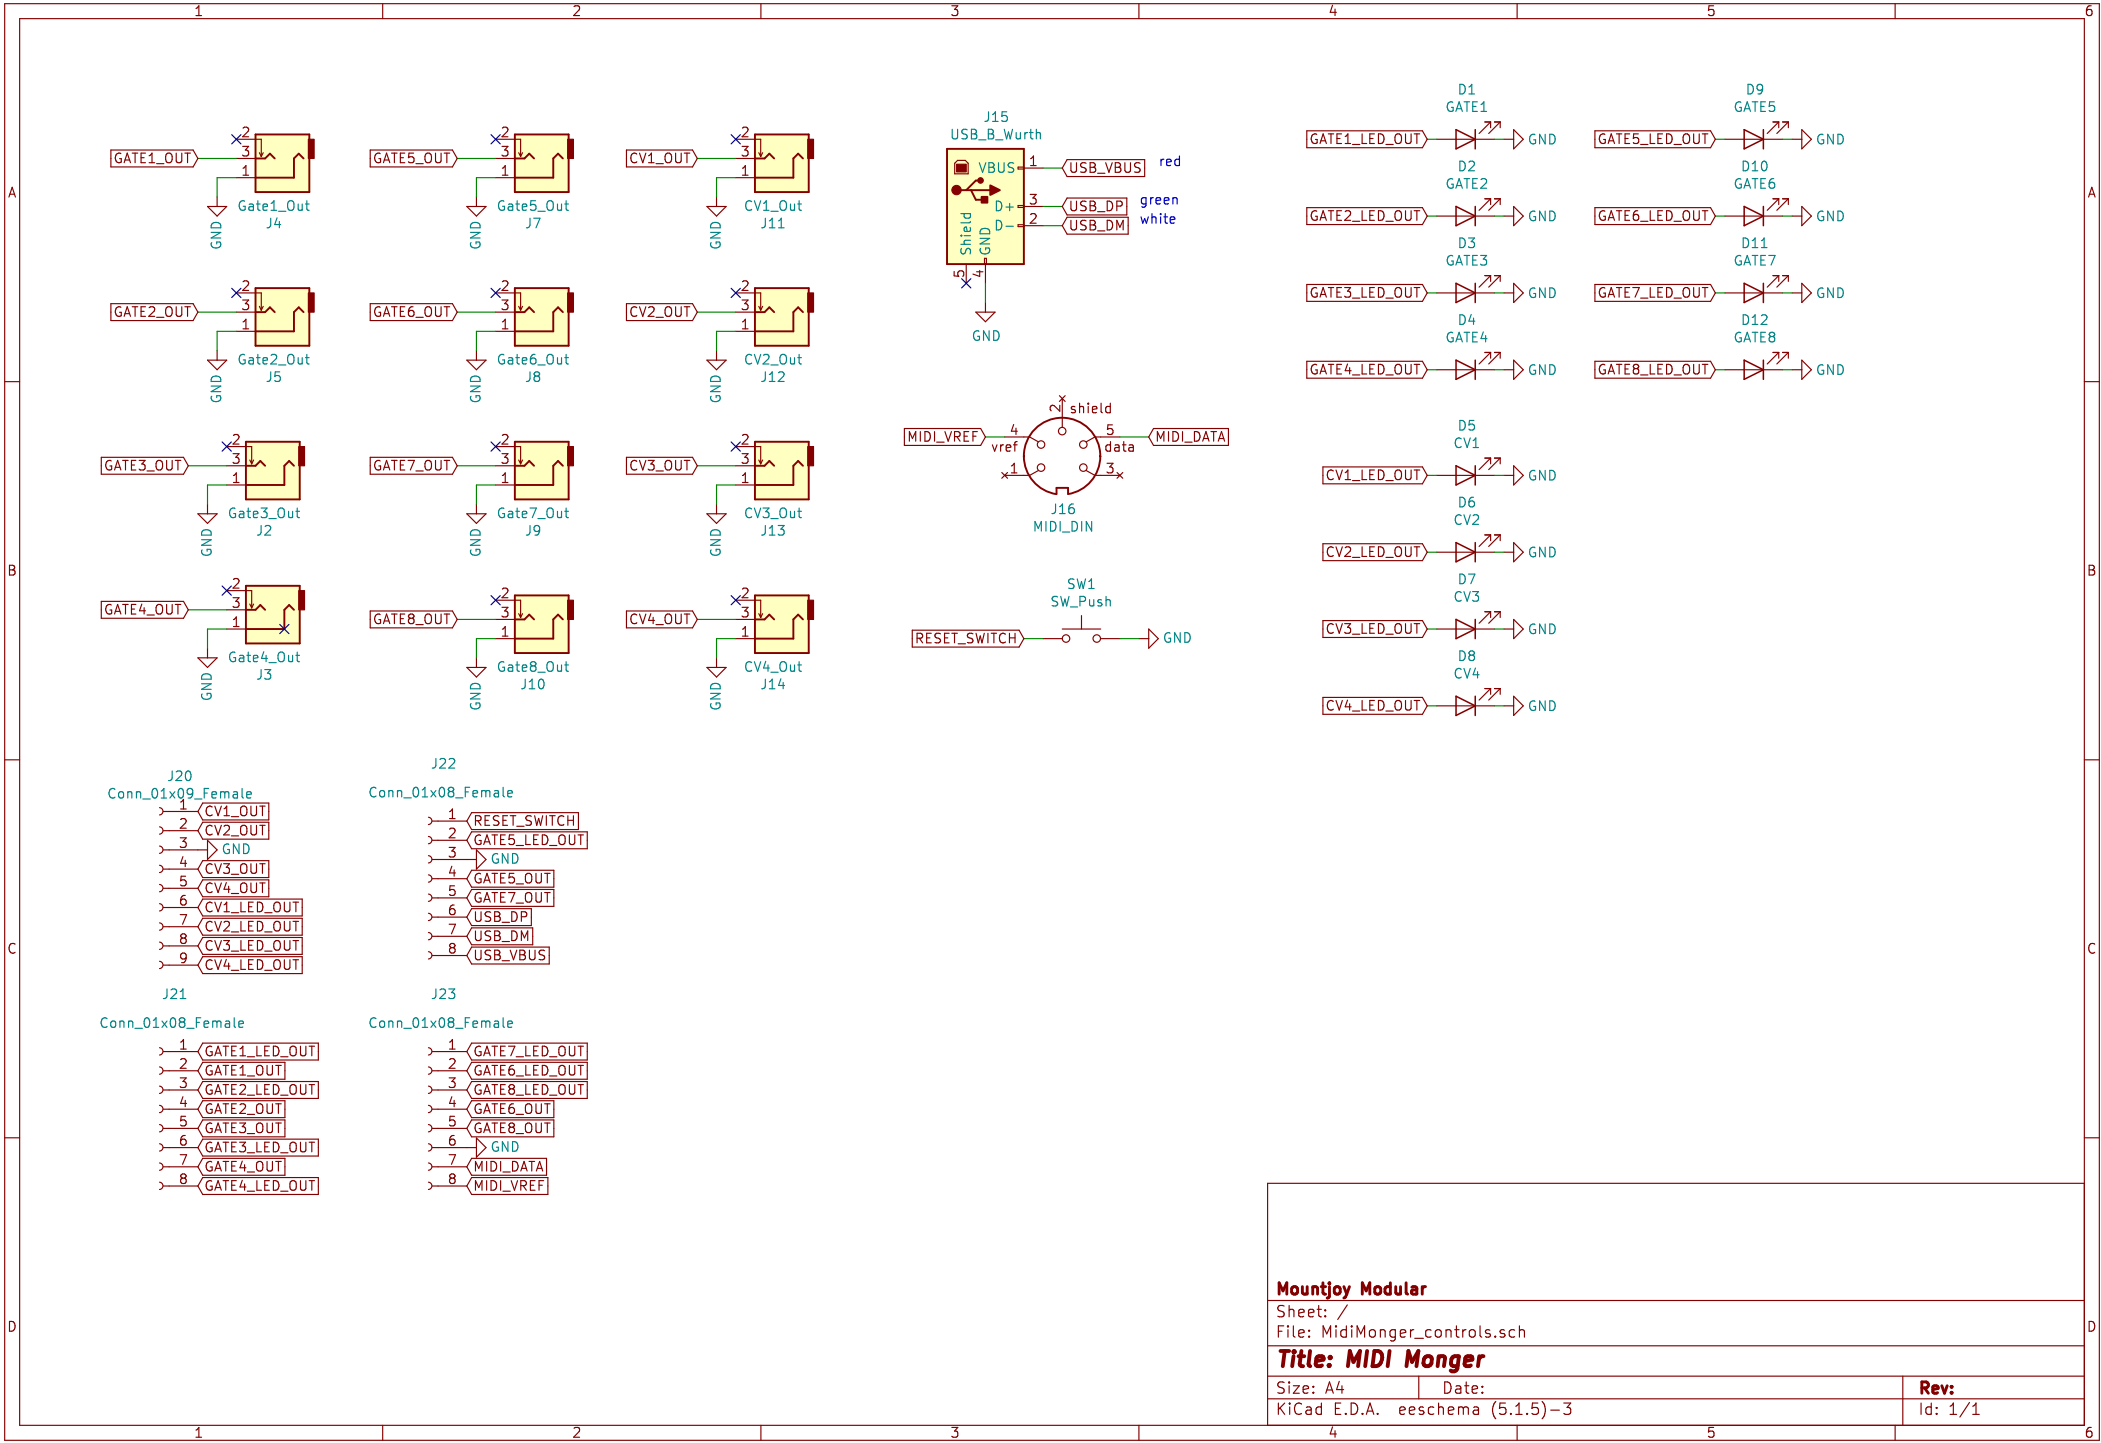 1 2 3 4 5 6
A
B
C
D
2
GATE1_OUT 3
1
Gate1_Out
J4
GND
2
GATE5_OUT 3
1
Gate5_Out
J7
GND
2
CV1_OUT 3
1
CV1_Out
J11
GND
2
GATE2_OUT 3
1
Gate2_Out
J5
GND
2
GATE6_OUT 3
1
Gate6_Out
J8
GND
2
CV2_OUT 3
1
CV2_Out
J12
GND
2
GATE3_OUT 3
1
Gate3_Out
J2
GND
2
GATE7_OUT 3
1
Gate7_Out
J9
GND
2
CV3_OUT 3
1
CV3_Out
J13
GND
2
GATE4_OUT 3
1
Gate4_Out
J3
GND
2
GATE8_OUT 3
1
Gate8_Out
J10
GND
2
CV4_OUT 3
1
CV4_Out
J14
GND
J15
USB_B_Wurth
VBUS 1 USB_VBUS red
D+ 3 USB_DP green
D- 2 USB_DM white
Shield GND
5 4
GND
2 shield
MIDI_VREF 4 5 MIDI_DATA
vref data
1 3
J16
MIDI_DIN
SW1
SW_Push
RESET_SWITCH GND
D1
GATE1
GATE1_LED_OUT GND
D2
GATE2
GATE2_LED_OUT GND
D3
GATE3
GATE3_LED_OUT GND
D4
GATE4
GATE4_LED_OUT GND
D9
GATE5
GATE5_LED_OUT GND
D10
GATE6
GATE6_LED_OUT GND
D11
GATE7
GATE7_LED_OUT GND
D12
GATE8
GATE8_LED_OUT GND
D5
CV1
CV1_LED_OUT GND
D6
CV2
CV2_LED_OUT GND
D7
CV3
CV3_LED_OUT GND
D8
CV4
CV4_LED_OUT GND
J20
Conn_01x09_Female
1 CV1_OUT
2 CV2_OUT
3 GND
4 CV3_OUT
5 CV4_OUT
6 CV1_LED_OUT
7 CV2_LED_OUT
8 CV3_LED_OUT
9 CV4_LED_OUT
J22
Conn_01x08_Female
1 RESET_SWITCH
2 GATE5_LED_OUT
3 GND
4 GATE5_OUT
5 GATE7_OUT
6 USB_DP
7 USB_DM
8 USB_VBUS
J21
Conn_01x08_Female
1 GATE1_LED_OUT
2 GATE1_OUT
3 GATE2_LED_OUT
4 GATE2_OUT
5 GATE3_OUT
6 GATE3_LED_OUT
7 GATE4_OUT
8 GATE4_LED_OUT
J23
Conn_01x08_Female
1 GATE7_LED_OUT
2 GATE6_LED_OUT
3 GATE8_LED_OUT
4 GATE6_OUT
5 GATE8_OUT
6 GND
7 MIDI_DATA
8 MIDI_VREF
A
B
C
D
Mountjoy Modular
Sheet: /
File: MidiMonger_controls.sch
Title: MIDI Monger
Size: A4 Date: Rev:
KiCad E.D.A. eeschema (5.1.5)-3 Id: 1/1
1 2 3 4 5 6